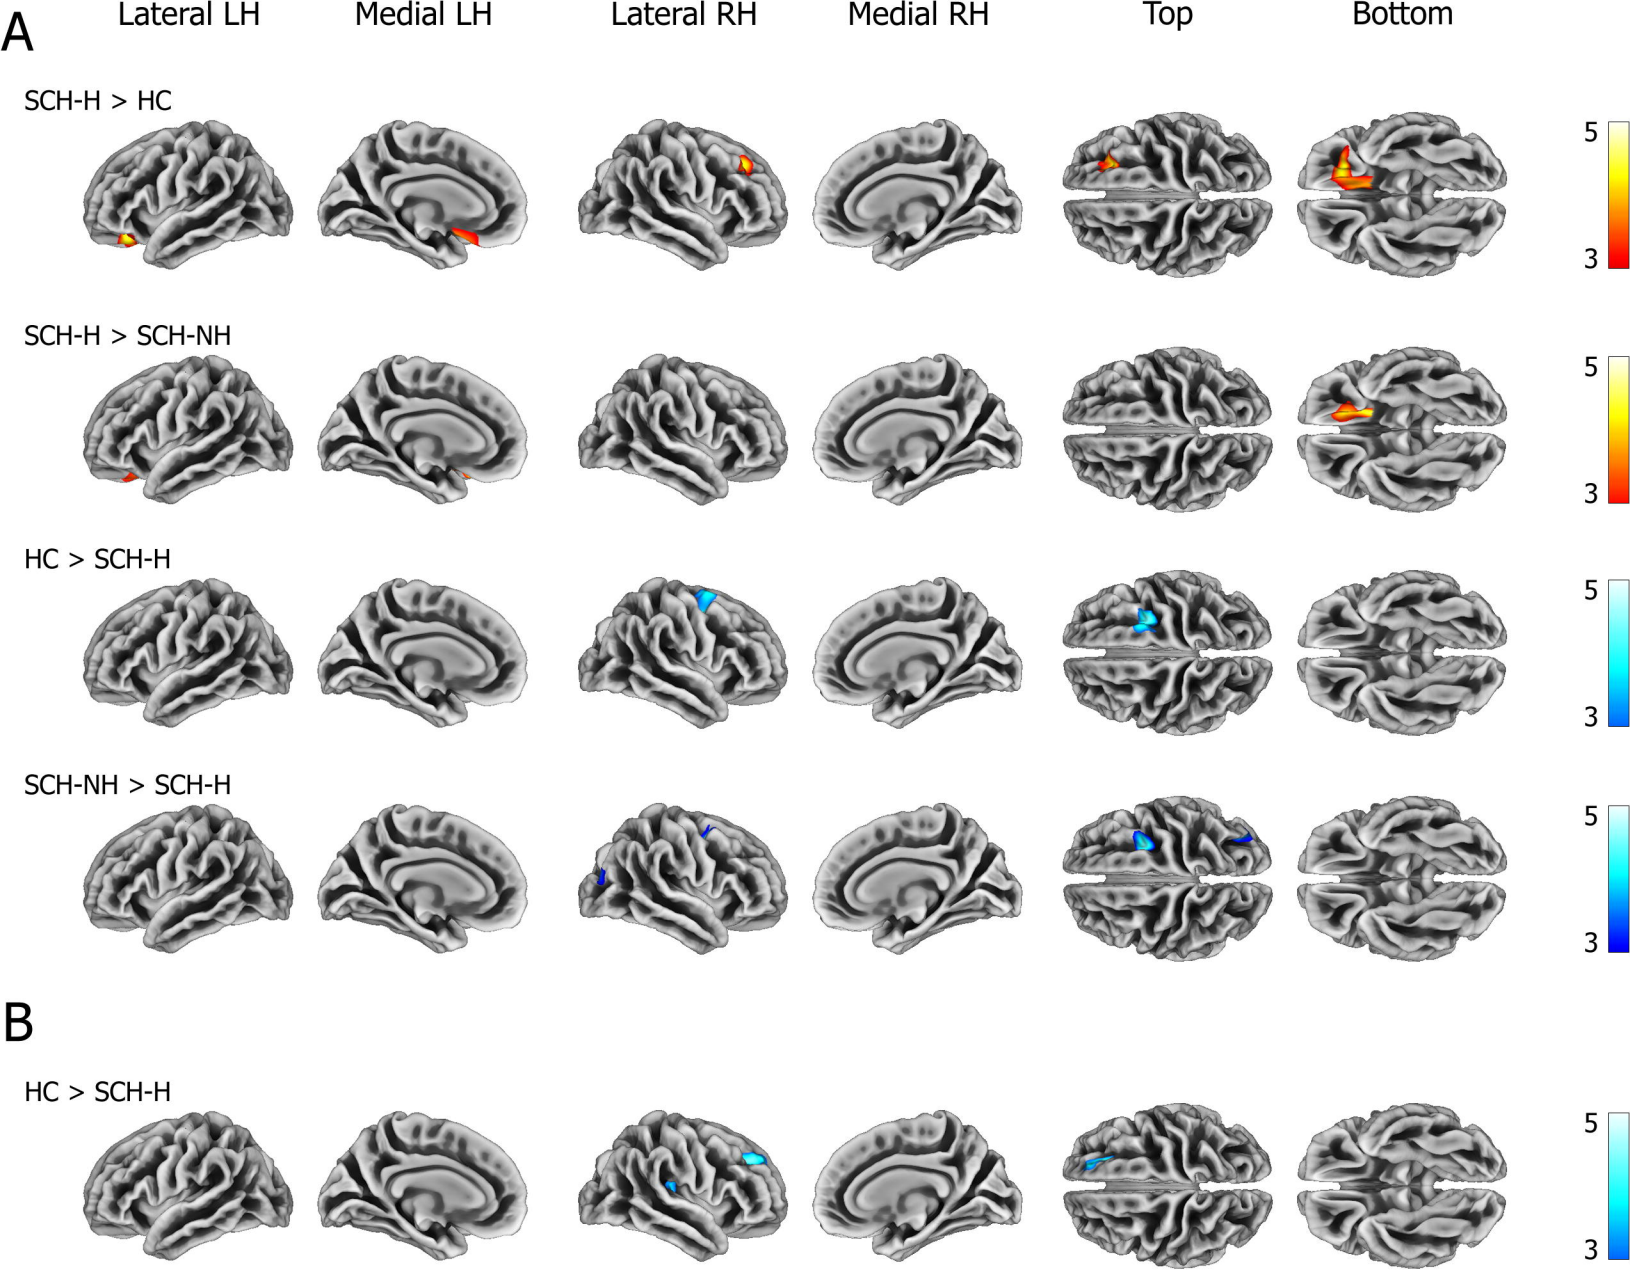 A
Lateral LH Medial LH Lateral RH Medial RH Top Bottom
SCH-H > HC
5
3
SCH-H > SCH-NH
5
3
HC > SCH-H
5
3
SCH-NH > SCH-H
5
3
B
HC > SCH-H
5
3